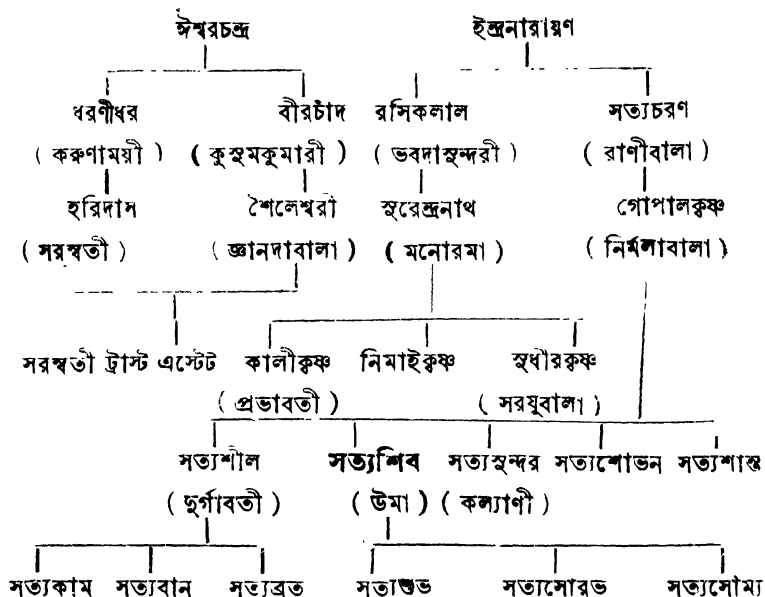 ঈশ্বরচন্দ্র ইন্দ্রনারায়ণ
ধরণীধর বীরচাঁদ রসিকলাল সত্যচরণ
( করুণাময়ী ) ( কুসুমকুমারী ) ( ভবদাসুন্দরী ) ( রাণীবালা )
হরিদাস শৈলেশ্বরী সুরেন্দ্রনাথ গোপালকৃষ্ণ
( সরস্বতী ) ( জ্ঞানদাবালা ) ( মনোরমা ) ( নির্মলাবালা )
সরস্বতী ট্রাস্ট এস্টেট কালীকৃষ্ণ নিমাইকৃষ্ণ সুধীরকৃষ্ণ
( প্রভাবতী ) ( সরযুবালা )
সত্যশীল সত্যশিব সত্যসুন্দর সত্যশোভন সত্যশান্ত
( দুর্গাবতী ) ( উমা ) ( কল্যাণী )
সত্যকাম সত্যবান সত্যব্রত সত্যশুভ সত্যসৌরভ সত্যসৌম্য